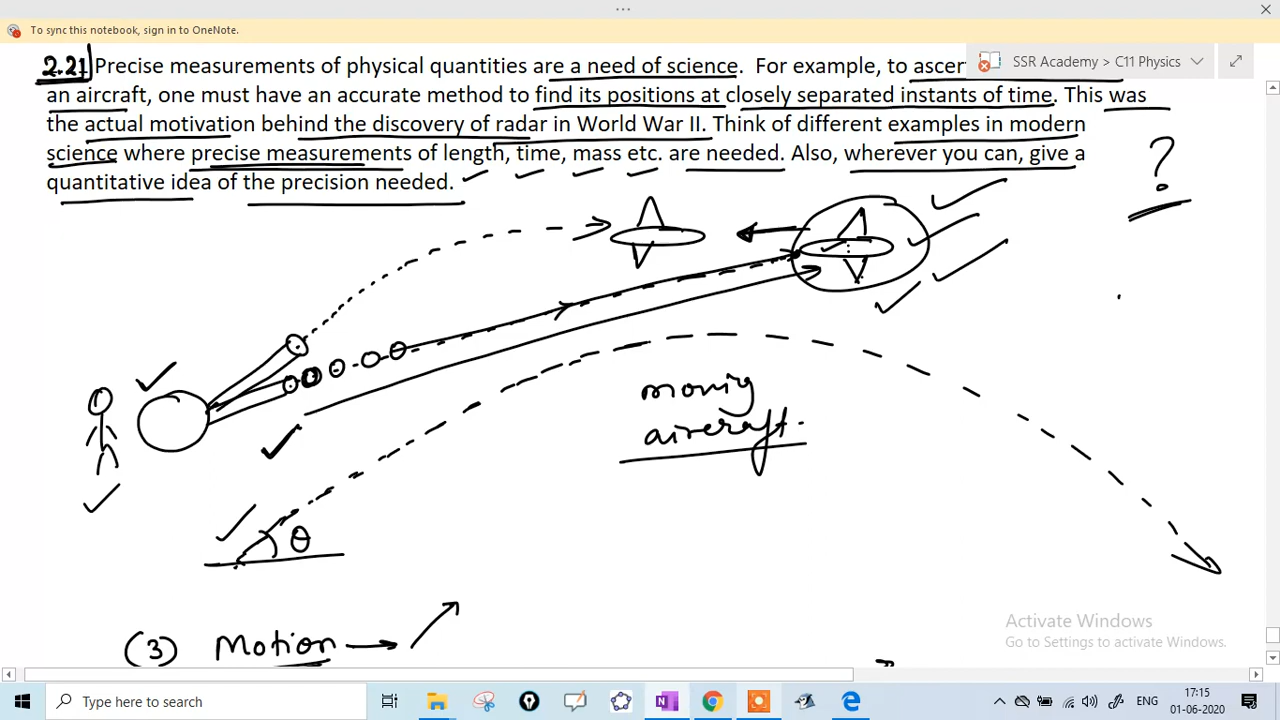 To sync this notebook, sign in to OneNote.
SSR Academy > C11 Physics
2.21 Precise measurements of physical quantities are a need of science. For example, to
an aircraft, one must have an accurate method to find its positions at closely separated instants of time. This was
the actual motivation behind the discovery of radar in World War II. Think of different examples in modern
science where precise measurements of length, time, mass etc. are needed. Also, wherever you can, give a
quantitative idea of the precision needed.
?
moving
aircraft.
θ
(3) Motion
Activate Windows
Go to Settings to activate Windows.
Type here to search
ENG
17:15
01-06-2020